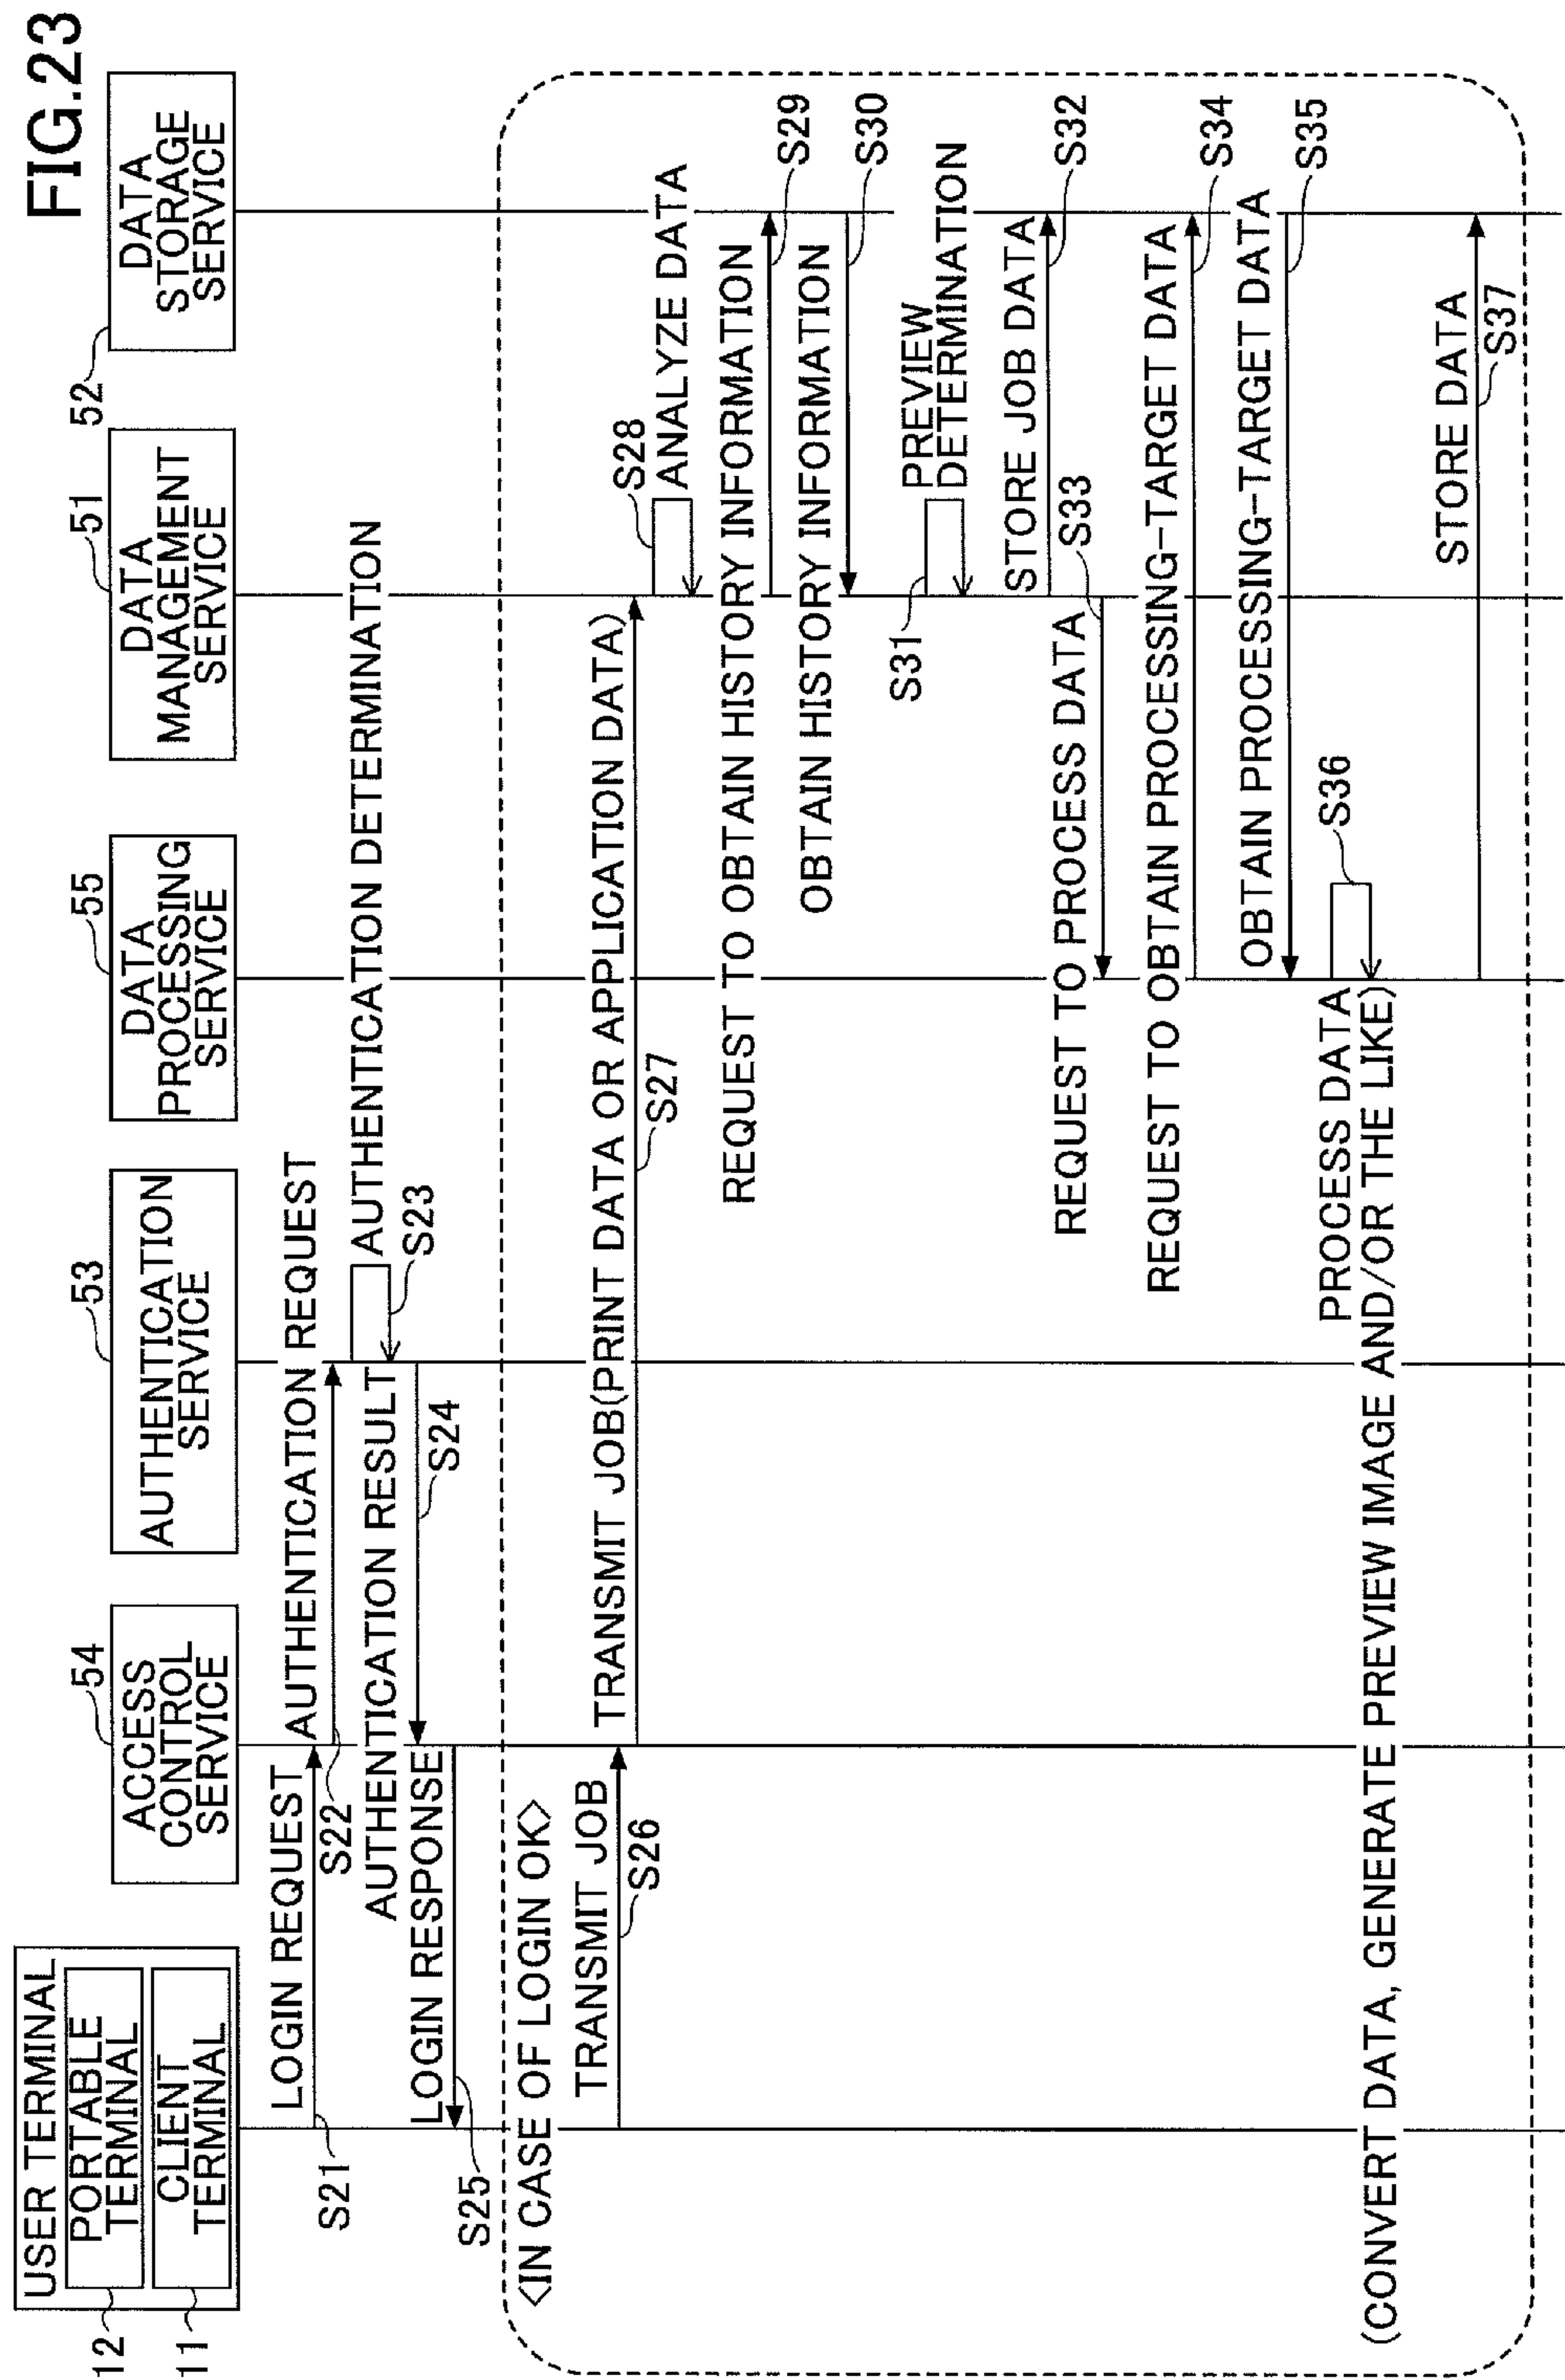 FIG.23
USER TERMINAL
12
PORTABLE
TERMINAL
11
CLIENT
TERMINAL
54
ACCESS
CONTROL
SERVICE
53
AUTHENTICATION
SERVICE
55
DATA
PROCESSING
SERVICE
51
DATA
MANAGEMENT
SERVICE
52
DATA
STORAGE
SERVICE
LOGIN REQUEST
S21
AUTHENTICATION REQUEST
S22
AUTHENTICATION DETERMINATION
S23
AUTHENTICATION RESULT
S24
LOGIN RESPONSE
S25
<IN CASE OF LOGIN OK>
TRANSMIT JOB
S26
TRANSMIT JOB(PRINT DATA OR APPLICATION DATA)
S27
S28
ANALYZE DATA
REQUEST TO OBTAIN HISTORY INFORMATION
S29
OBTAIN HISTORY INFORMATION
S30
S31
PREVIEW
DETERMINATION
STORE JOB DATA
S32
REQUEST TO PROCESS DATA
S33
REQUEST TO OBTAIN PROCESSING-TARGET DATA
S34
OBTAIN PROCESSING-TARGET DATA
S35
S36
PROCESS DATA
(CONVERT DATA, GENERATE PREVIEW IMAGE AND/OR THE LIKE)
STORE DATA
S37